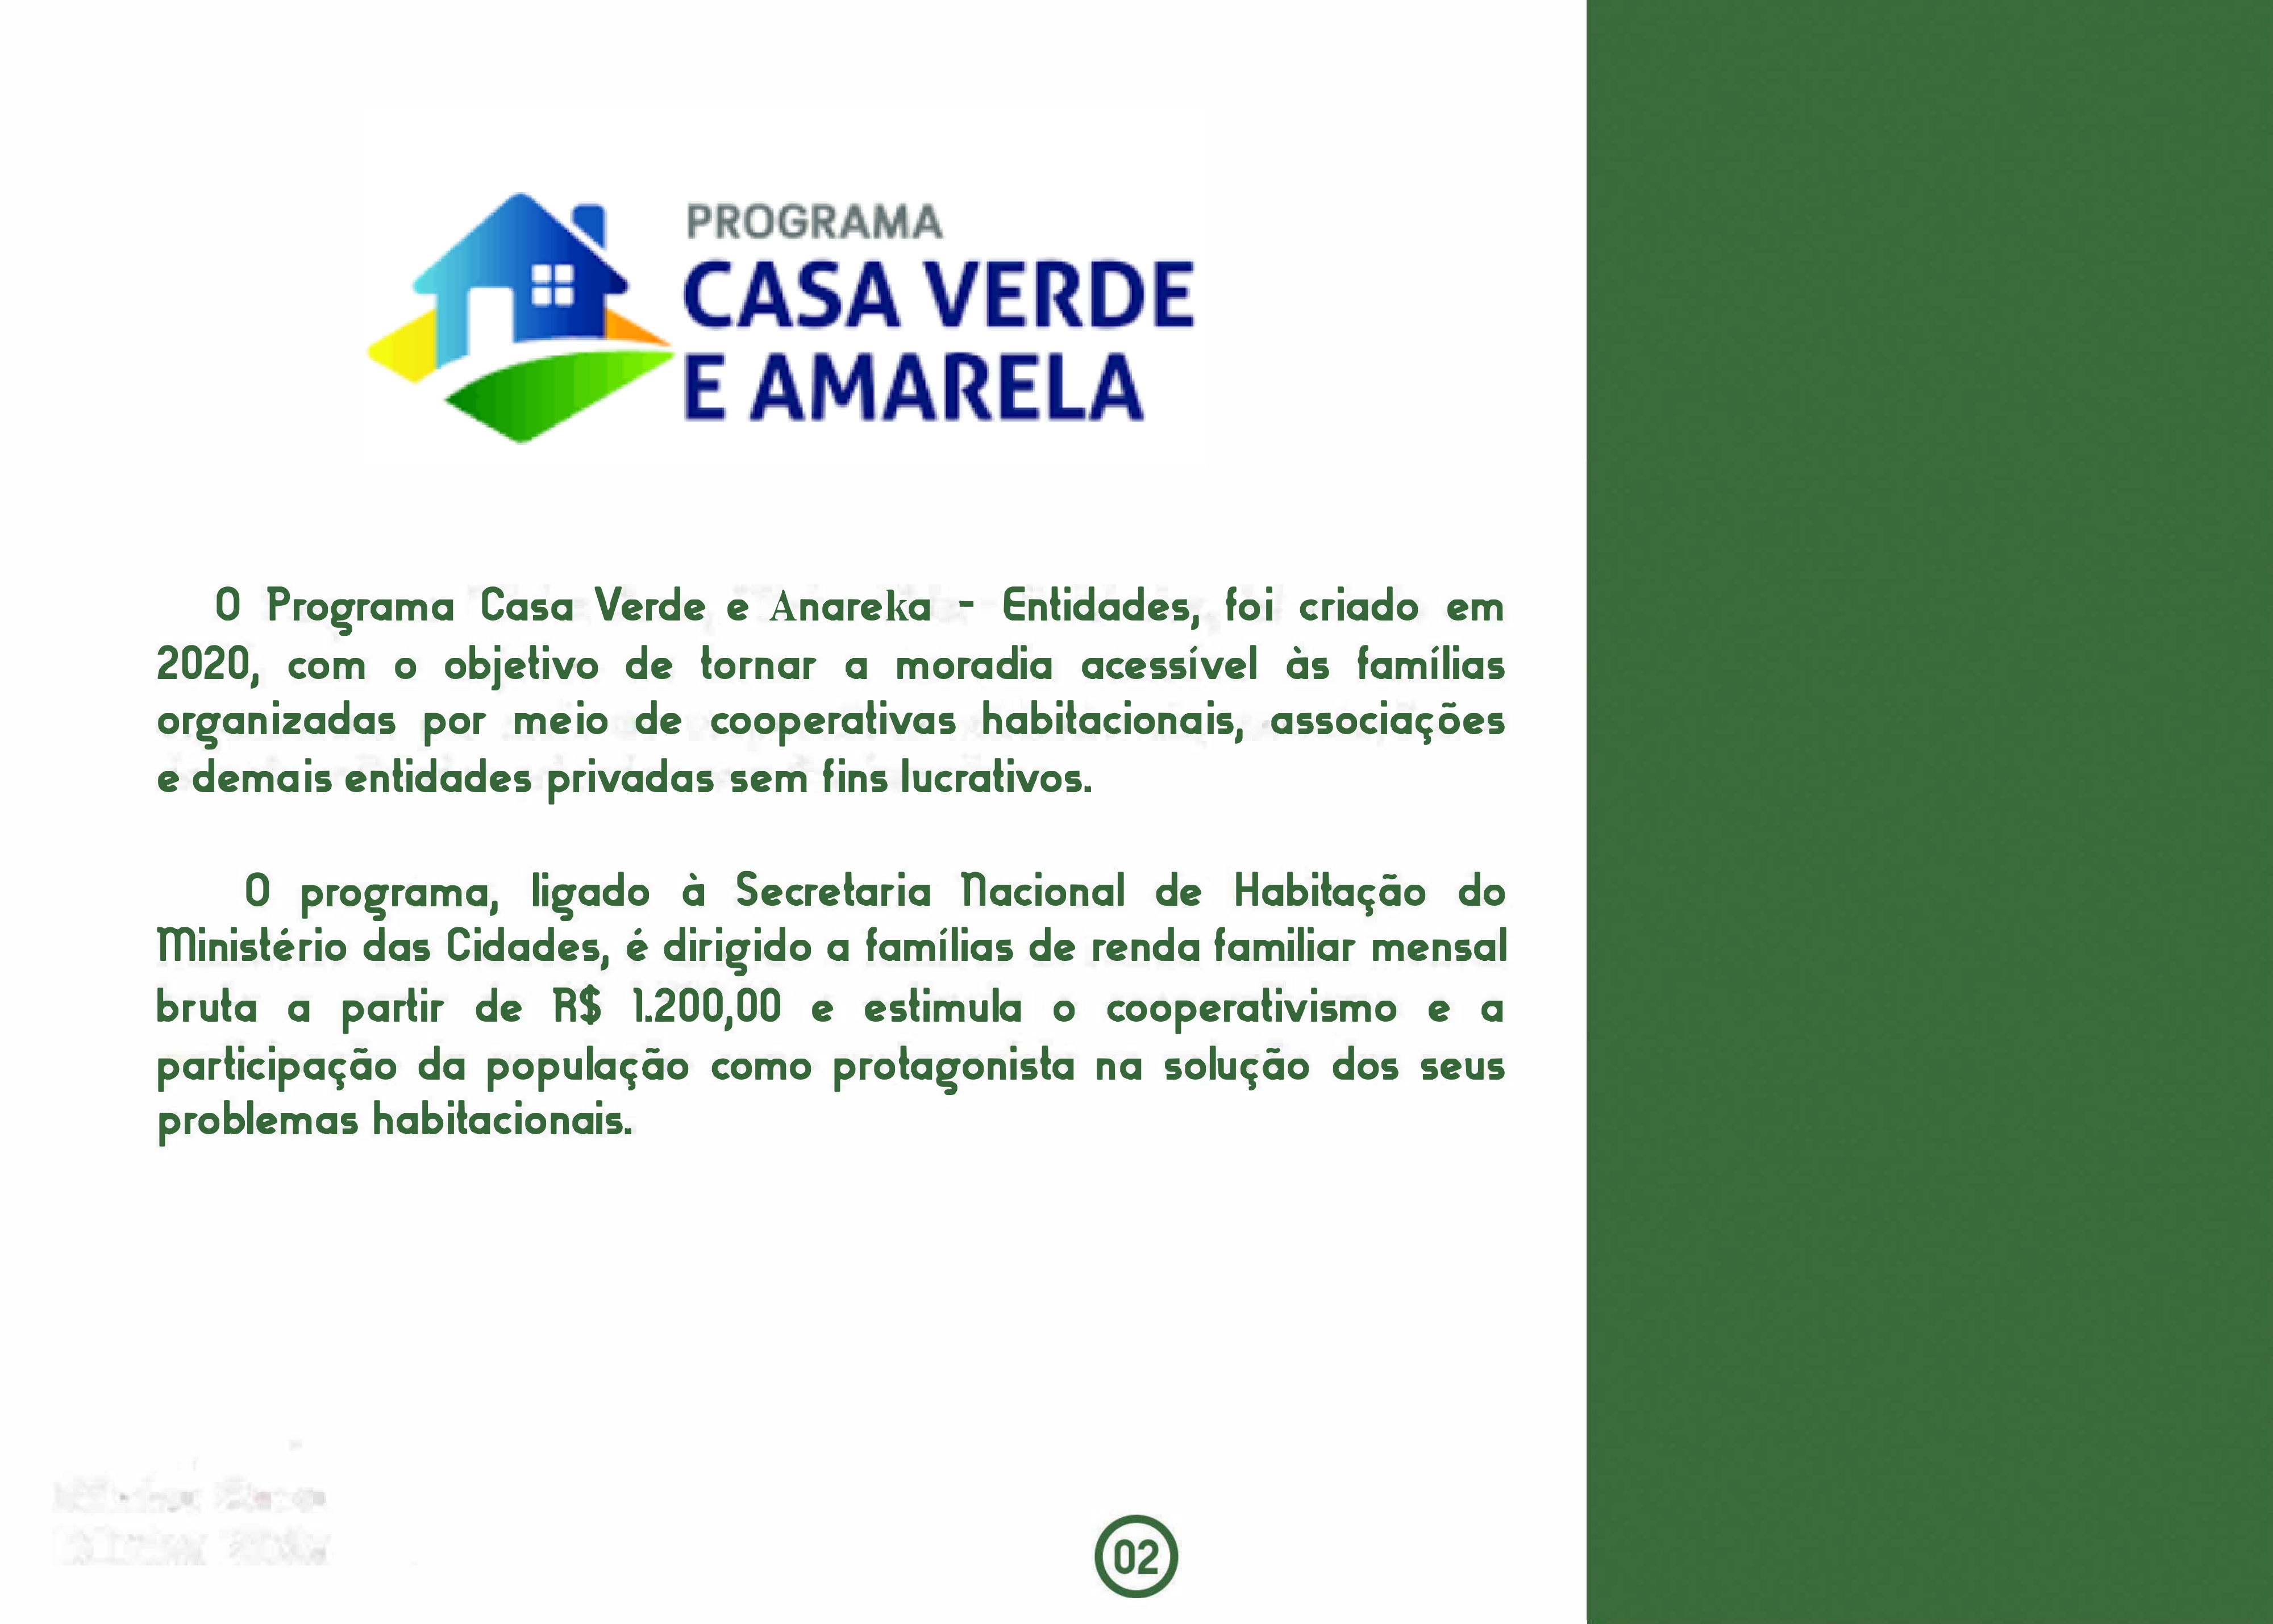 PROGRAMA
CASA VERDE
E AMARELA
O Programa Casa Verde e Anareka - Entidades, foi criado em
2020, com o objetivo de tornar a moradia acessível às famílias
organizadas por meio de cooperativas habitacionais, associações
e demais entidades privadas sem fins lucrativos.
O programa, ligado à Secretaria Nacional de Habitação do
Ministério das Cidades, é dirigido a famílias de renda familiar mensal
bruta a partir de R$ 1.200,00 e estimula o cooperativismo e a
participação da população como protagonista na solução dos seus
problemas habitacionais.
02